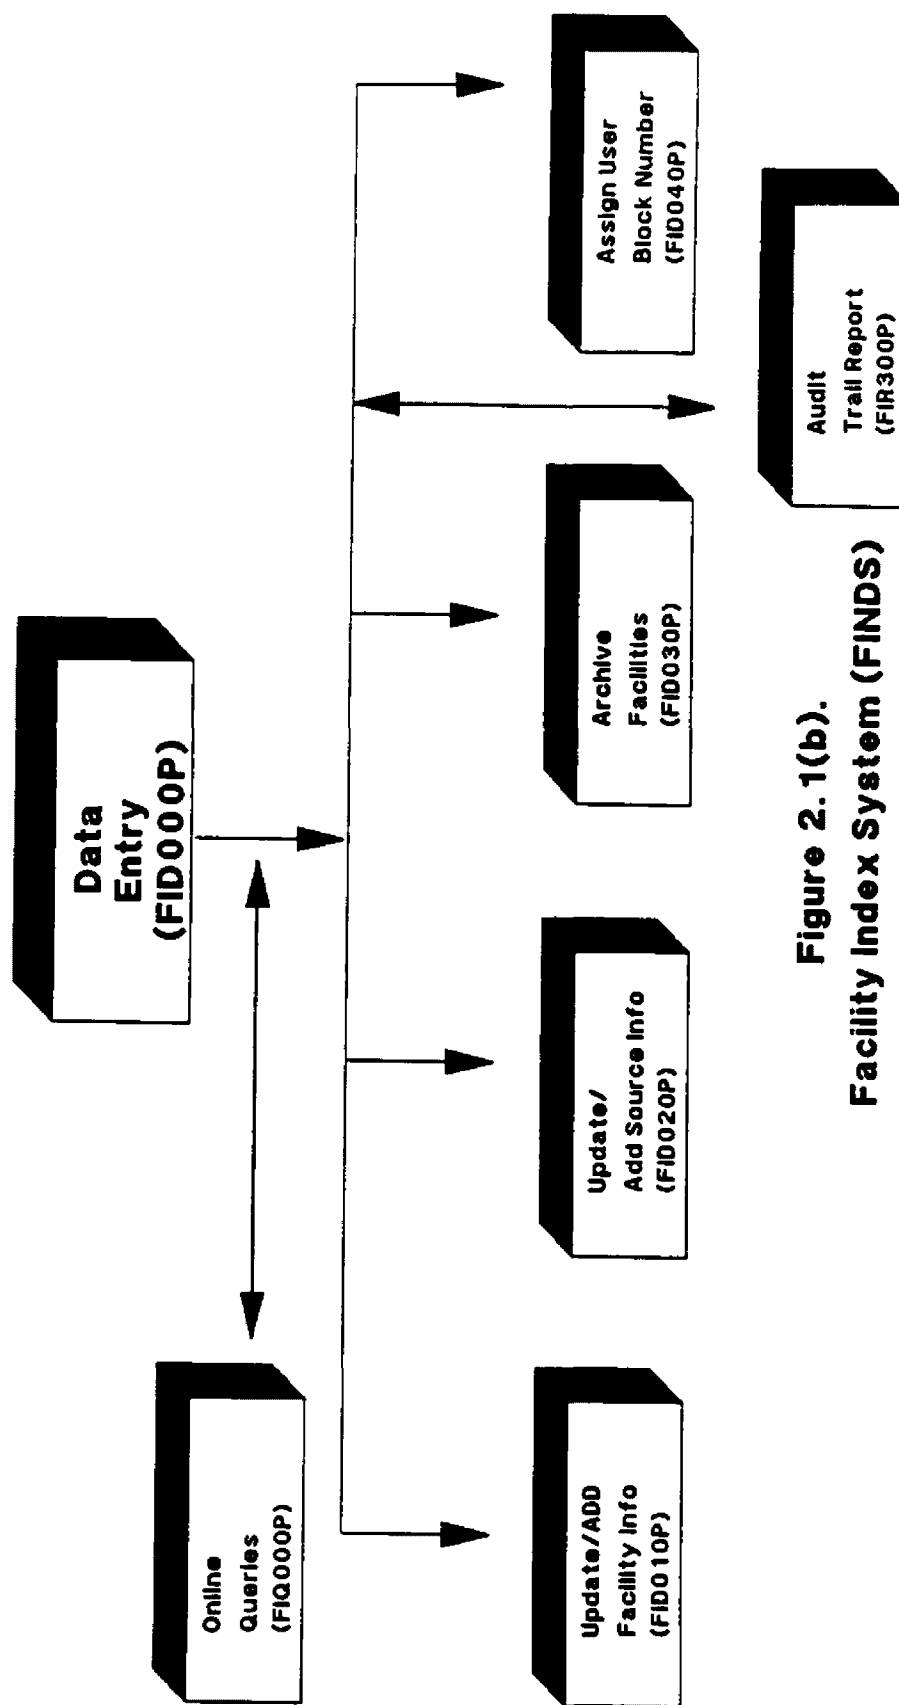 Data
Entry
(FID000P)
Online
Queries
(FIQ000P)
Update/ADD
Facility Info
(FID010P)
Update/
Add Source Info
(FID020P)
Archive
Facilities
(FID030P)
Assign User
Block Number
(FID040P)
Audit
Trail Report
(FIR300P)
Figure 2.1(b).
Facility Index System (FINDS)